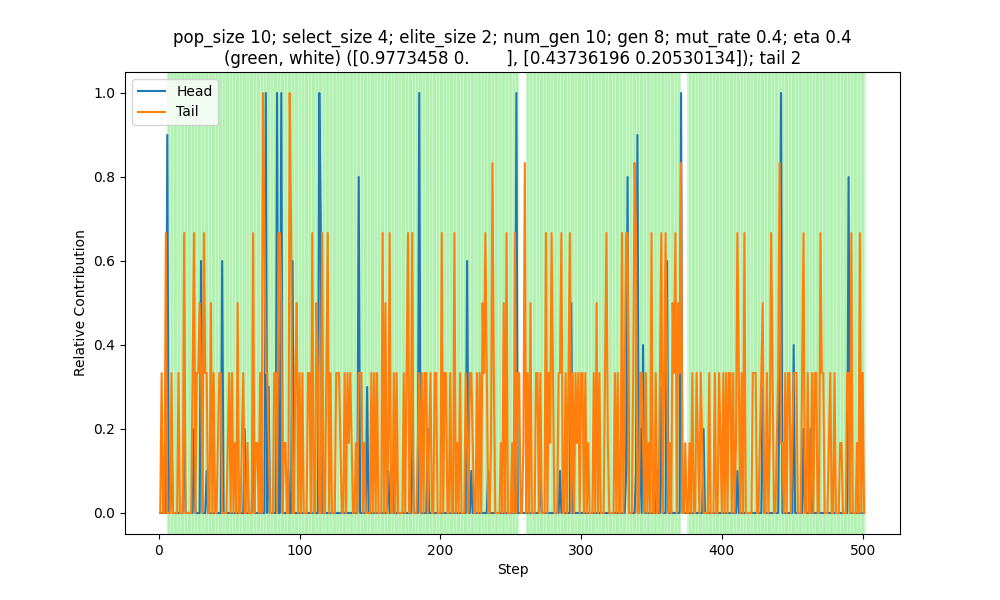 pop_size 10; select_size 4; elite_size 2; num_gen 10; gen 8; mut_rate 0.4; eta 0.4
(green, white) ([0.9773458 0.        ], [0.43736196 0.20530134]); tail 2
Head
Tail
Relative Contribution
1.0
0.8
0.6
0.4
0.2
0.0
0
100
200
300
400
500
Step